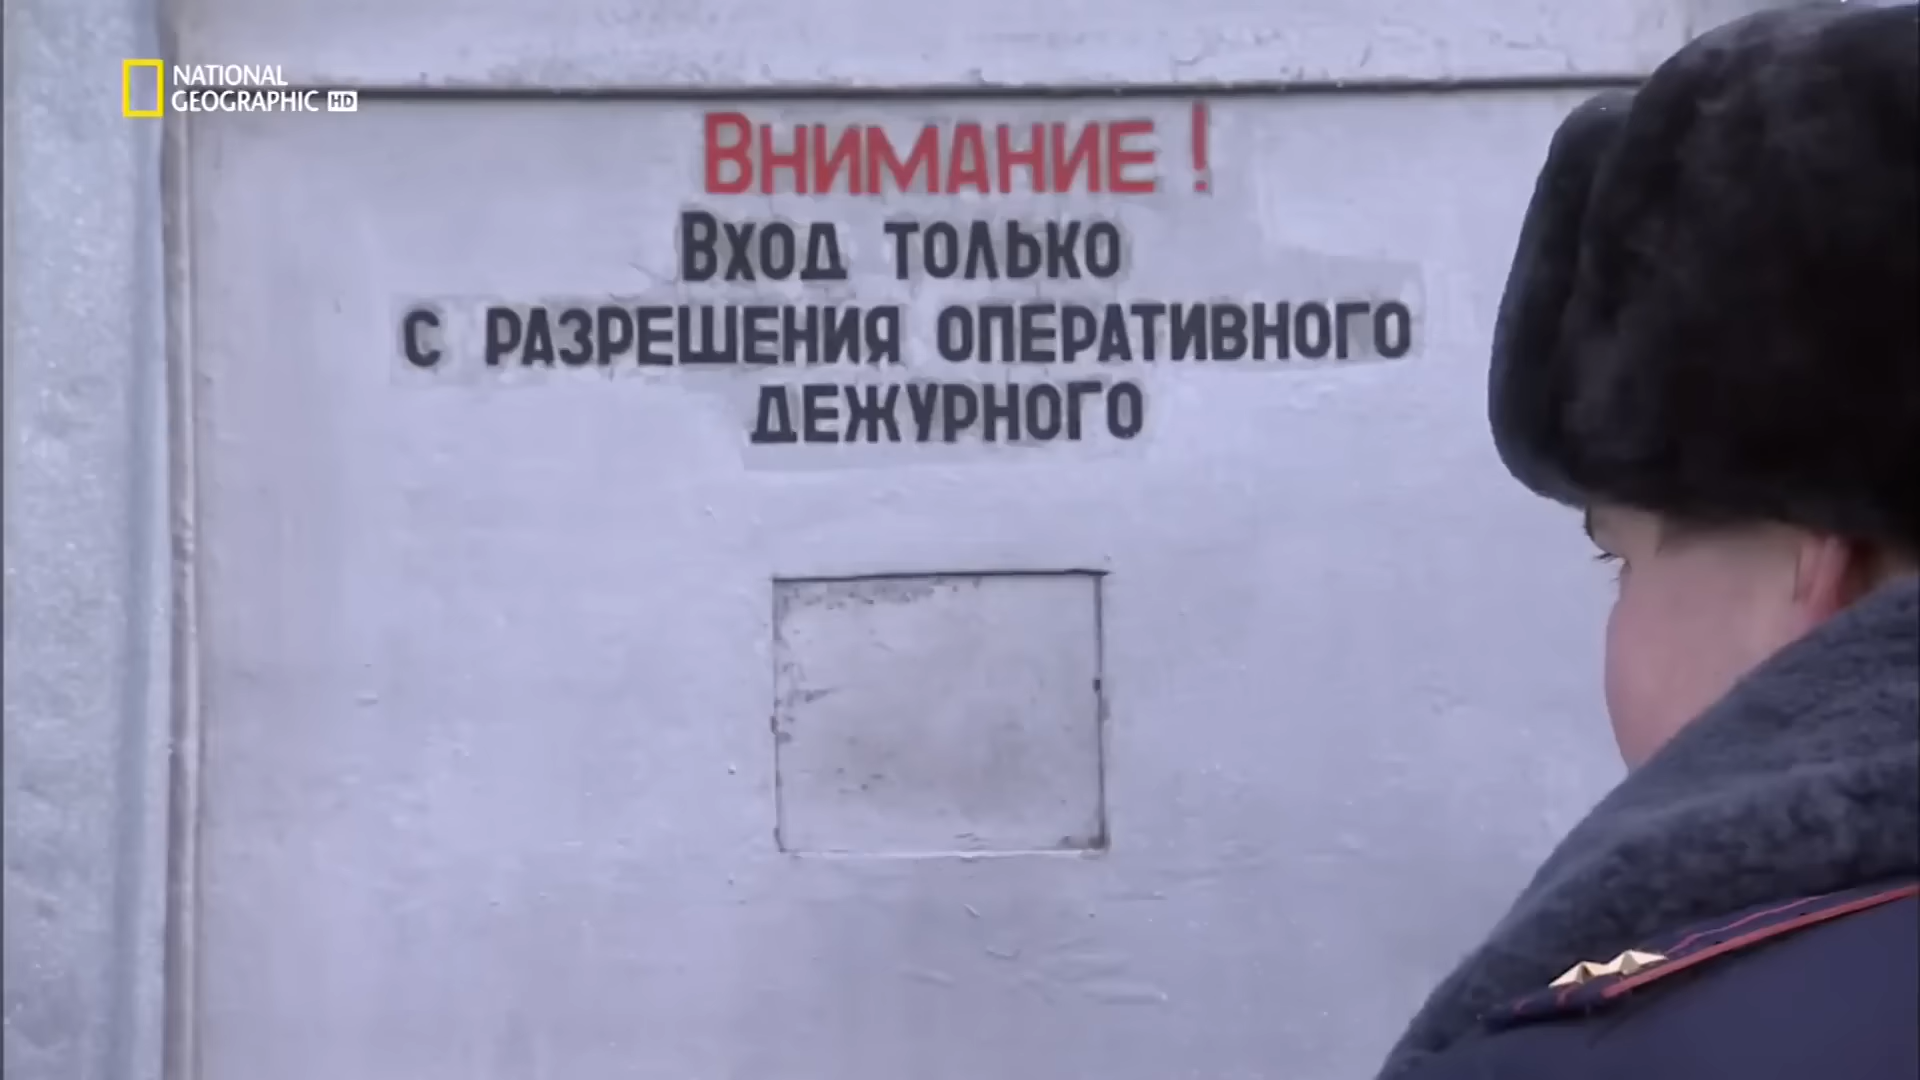 NATIONAL
GEOGRAPHIC HD
ВНИМАНИЕ!
ВХОД ТОЛЬКО
С РАЗРЕШЕНИЯ ОПЕРАТИВНОГО
ДЕЖУРНОГО